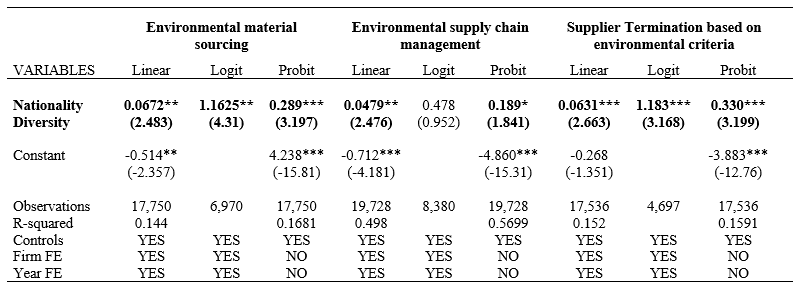 Environmental material sourcing Environmental supply chain management Supplier Termination based on environmental criteria
VARIABLES Linear Logit Probit Linear Logit Probit Linear Logit Probit
Nationality 0.0672** 1.1625** 0.289*** 0.0479** 0.478 0.189* 0.0631*** 1.183*** 0.330***
Diversity (2.483) (4.31) (3.197) (2.476) (0.952) (1.841) (2.663) (3.168) (3.199)
Constant -0.514** 4.238*** -0.712*** -4.860*** -0.268 -3.883***
(-2.357) (-15.81) (-4.181) (-15.31) (-1.351) (-12.76)
Observations 17,750 6,970 17,750 19,728 8,380 19,728 17,536 4,697 17,536
R-squared 0.144 0.1681 0.498 0.5699 0.152 0.1591
Controls YES YES YES YES YES YES YES YES YES
Firm FE YES YES NO YES YES NO YES YES NO
Year FE YES YES NO YES YES NO YES YES NO